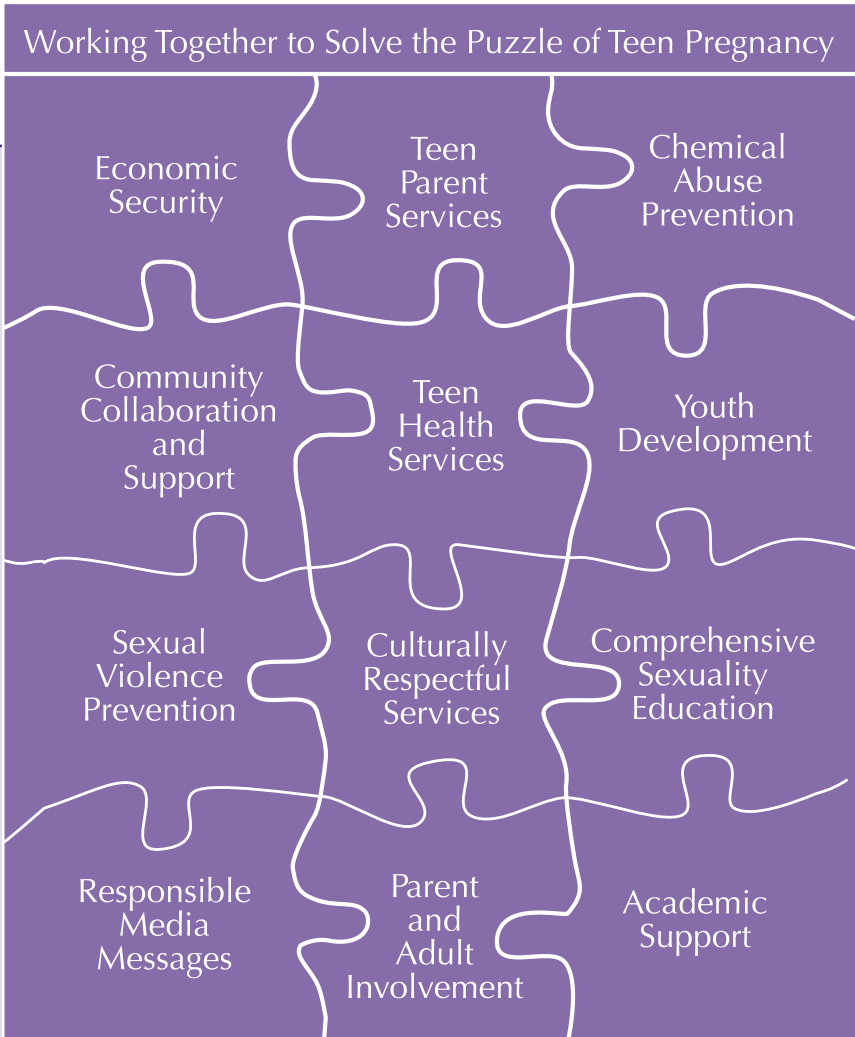 Working Together to Solve the Puzzle of Teen Pregnancy
Economic
Security
Teen
Parent
Services
Chemical
Abuse
Prevention
Community
Collaboration
and
Support
Teen
Health
Services
Youth
Development
Sexual
Violence
Prevention
Culturally
Respectful
Services
Comprehensive
Sexuality
Education
Responsible
Media
Messages
Parent
and
Adult
Involvement
Academic
Support